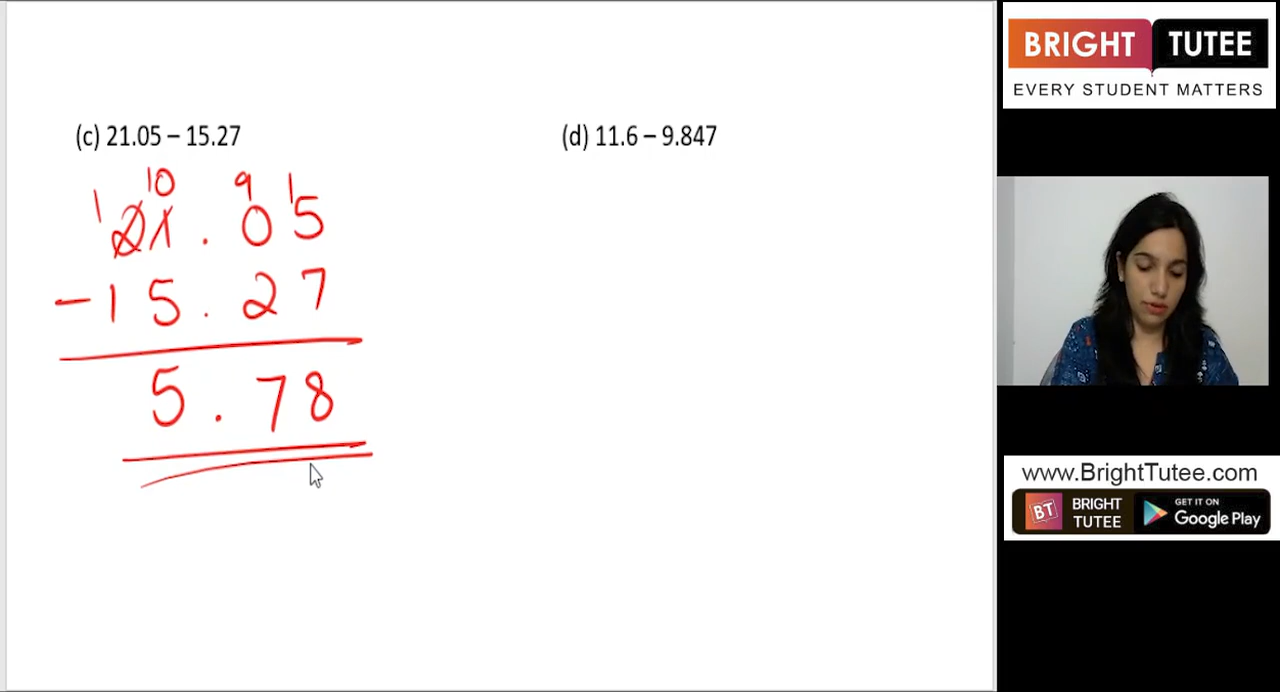 (c) 21.05 – 15.27
1 10 9 1
21.05
-15.27
5.78
(d) 11.6 – 9.847
BRIGHT TUTEE
EVERY STUDENT MATTERS
www.BrightTutee.com
BT
BRIGHT
TUTEE
GET IT ON
Google Play